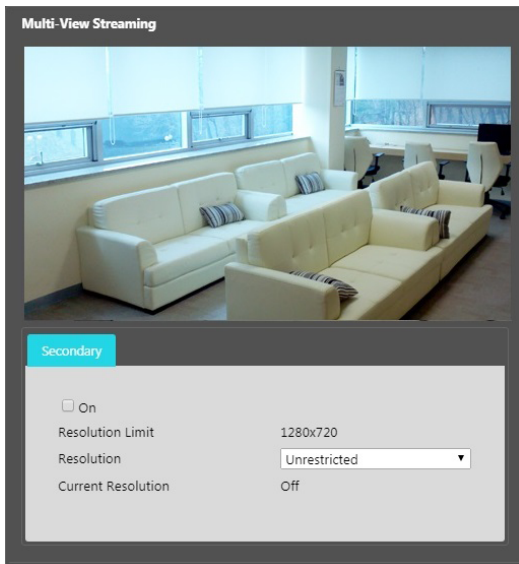 Multi-View Streaming
Secondary
On
Resolution Limit 1280x720
Resolution Unrestricted
Current Resolution Off